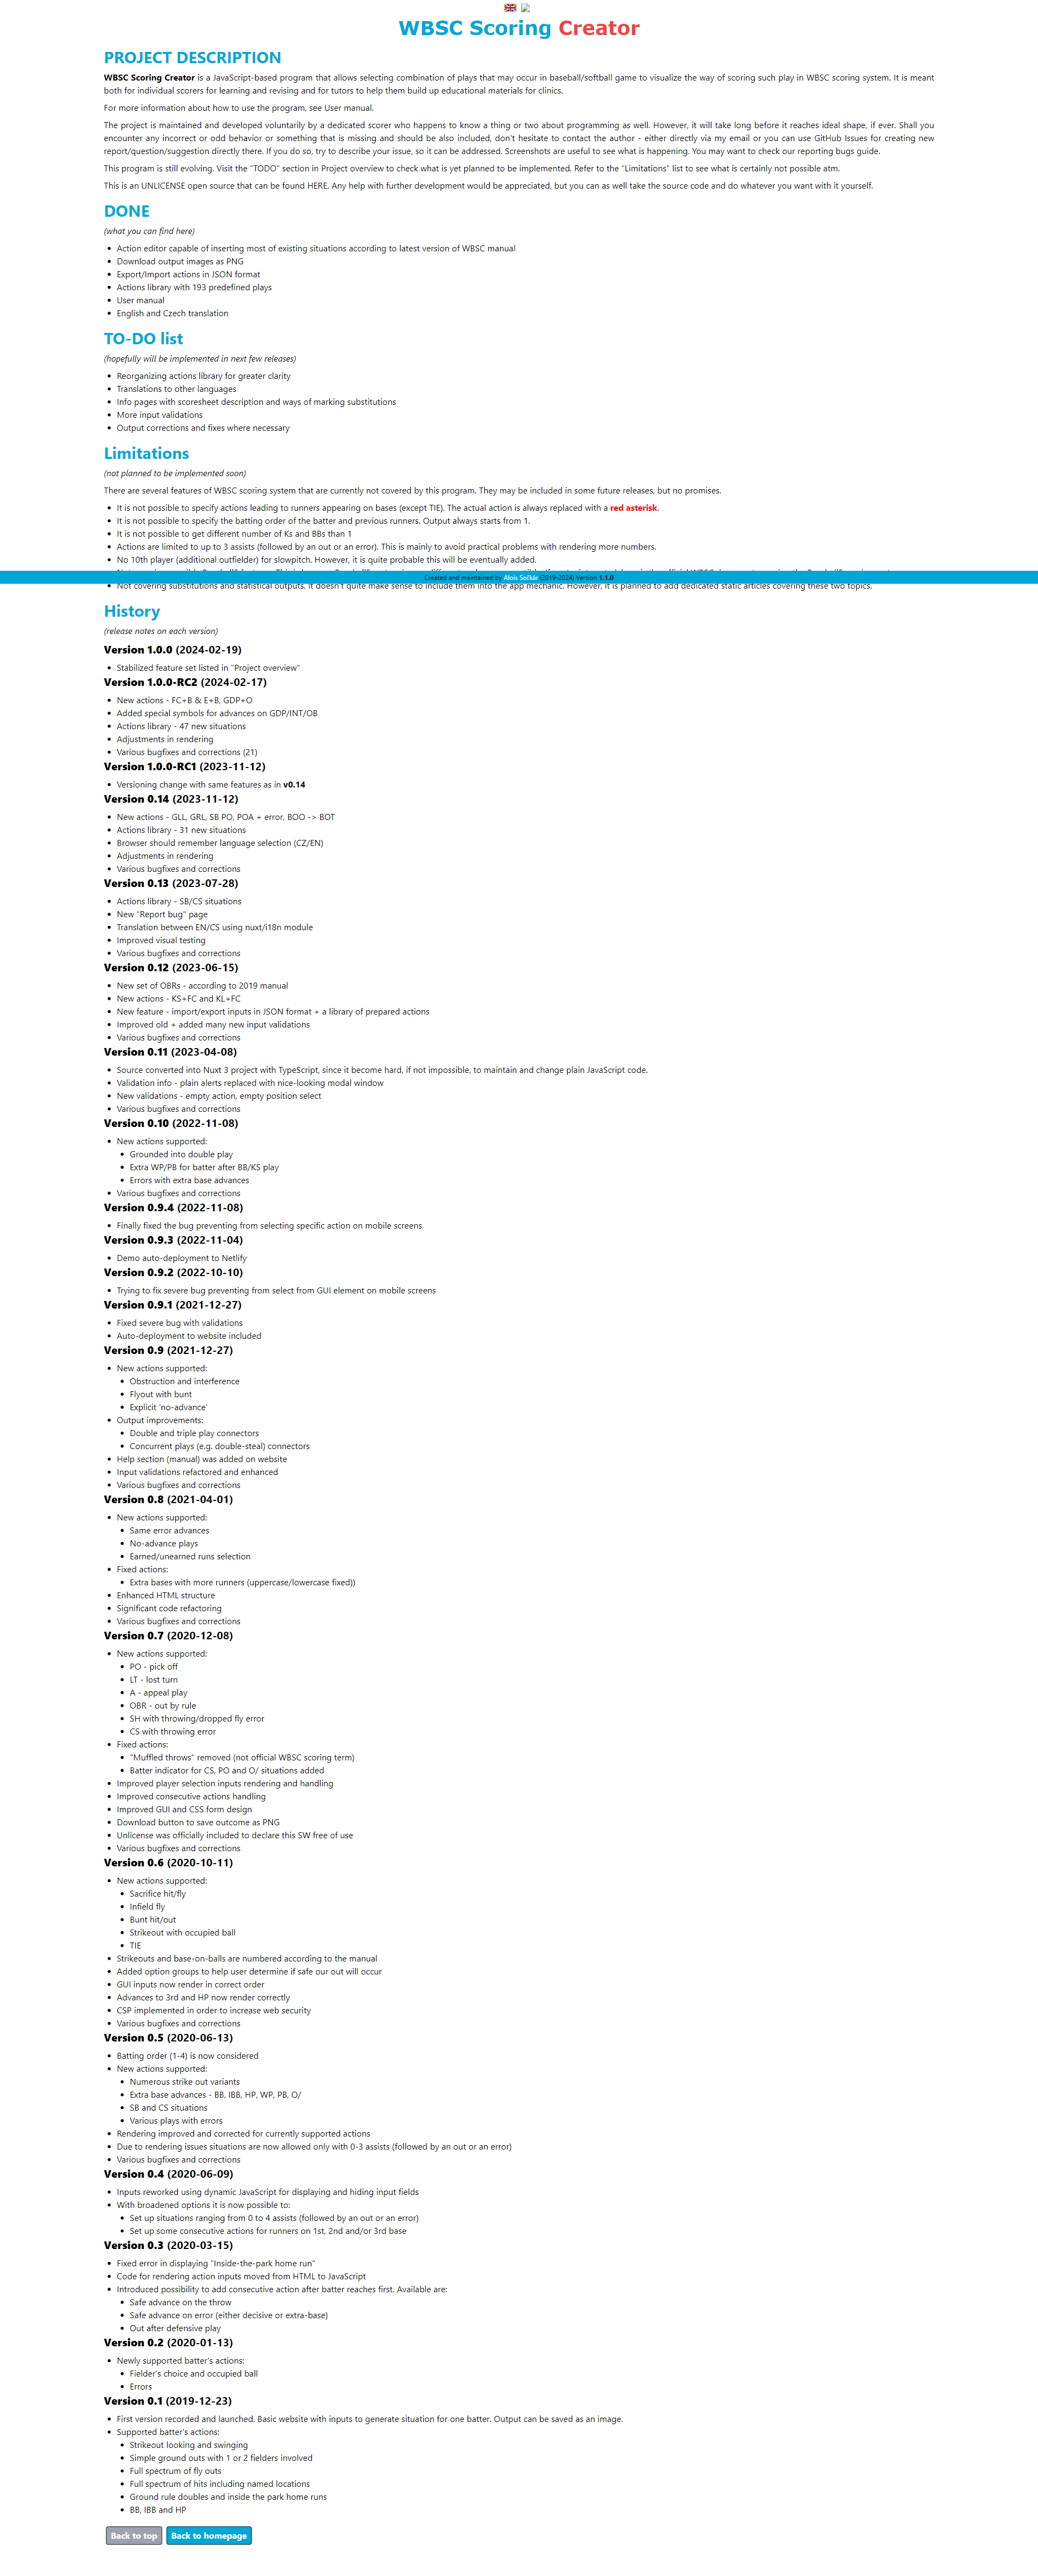 WBSC Scoring Creator
PROJECT DESCRIPTION
WBSC Scoring Creator is a JavaScript-based program that allows selecting combination of plays that may occur in baseball/softball game to visualize the way of scoring such play in WBSC scoring system. It is meant
both for individual scorers for learning and revising and for tutors to help them build up educational materials for clinics.
For more information about how to use the program, see User manual.
The project is maintained and developed voluntarily by a dedicated scorer who happens to know a thing or two about programming as well. However, it will take long before it reaches ideal shape, if ever. Shall you
encounter any incorrect or odd behavior or something that is missing and should be also included, don't hesitate to contact the author - either directly via my email or you can use GitHub Issues for creating new
report/question/suggestion directly there. If you do so, try to describe your issue, so it can be addressed. Screenshots are useful to see what is happening. You may want to check our reporting bugs guide.
This program is still evolving. Visit the "TODO" section in Project overview to check what is yet planned to be implemented. Refer to the "Limitations" list to see what is certainly not possible atm.
This is an UNLICENSE open source that can be found HERE. Any help with further development would be appreciated, but you can as well take the source code and do whatever you want with it yourself.
DONE
(what you can find here)
• Action editor capable of inserting most of existing situations according to latest version of WBSC manual
• Download output images as PNG
• Export/Import actions in JSON format
• Actions library with 193 predefined plays
• User manual
• English and Czech translation
TO-DO list
(hopefully will be implemented in next few releases)
• Reorganizing actions library for greater clarity
• Translations to other languages
• Info pages with scoresheet description and ways of marking substitutions
• More input validations
• Output corrections and fixes where necessary
Limitations
(not planned to be implemented soon)
There are several features of WBSC scoring system that are currently not covered by this program. They may be included in some future releases, but no promises.
• It is not possible to specify actions leading to runners appearing on bases (except TIE). The actual action is always replaced with a red asterisk.
• It is not possible to specify the batting order of the batter and previous runners. Output always starts from 1.
• It is not possible to get different number of Ks and BBs than 1
• Actions are limited to up to 3 assists (followed by an out or an error). This is mainly to avoid practical problems with rendering more numbers.
• No 10th player (additional outfielder) for slowpitch. However, it is quite probable this will be eventually added.
Created and maintained by Alois Sečkár (2019-2024) Version 1.1.0
• Not covering substitutions and statistical outputs. It doesn't quite make sense to include them into the app mechanic. However, it is planned to add dedicated static articles covering these two topics.
History
(release notes on each version)
Version 1.0.0 (2024-02-19)
• Stabilized feature set listed in "Project overview"
Version 1.0.0-RC2 (2024-02-17)
• New actions - FC+B & E+B, GDP+O
• Added special symbols for advances on GDP/INT/OB
• Actions library - 47 new situations
• Adjustments in rendering
• Various bugfixes and corrections (21)
Version 1.0.0-RC1 (2023-11-12)
• Versioning change with same features as in v0.14
Version 0.14 (2023-11-12)
• New actions - GLL, GRL, SB PO, POA + error, BOO -> BOT
• Actions library - 31 new situations
• Browser should remember language selection (CZ/EN)
• Adjustments in rendering
• Various bugfixes and corrections
Version 0.13 (2023-07-28)
• Actions library - SB/CS situations
• New "Report bug" page
• Translation between EN/CS using nuxt/i18n module
• Improved visual testing
• Various bugfixes and corrections
Version 0.12 (2023-06-15)
• New set of OBRs - according to 2019 manual
• New actions - KS+FC and KL+FC
• New feature - import/export inputs in JSON format + a library of prepared actions
• Improved old + added many new input validations
• Various bugfixes and corrections
Version 0.11 (2023-04-08)
• Source converted into Nuxt 3 project with TypeScript, since it become hard, if not impossible, to maintain and change plain JavaScript code.
• Validation info - plain alerts replaced with nice-looking modal window
• New validations - empty action, empty position select
• Various bugfixes and corrections
Version 0.10 (2022-11-08)
• New actions supported:
• Grounded into double play
• Extra WP/PB for batter after BB/KS play
• Errors with extra base advances
• Various bugfixes and corrections
Version 0.9.4 (2022-11-08)
• Finally fixed the bug preventing from selecting specific action on mobile screens
Version 0.9.3 (2022-11-04)
• Demo auto-deployment to Netlify
Version 0.9.2 (2022-10-10)
• Trying to fix severe bug preventing from select from GUI element on mobile screens
Version 0.9.1 (2021-12-27)
• Fixed severe bug with validations
• Auto-deployment to website included
Version 0.9 (2021-12-27)
• New actions supported:
• Obstruction and interference
• Flyout with bunt
• Explicit 'no-advance'
• Output improvements:
• Double and triple play connectors
• Concurrent plays (e.g. double-steal) connectors
• Help section (manual) was added on website
• Input validations refactored and enhanced
• Various bugfixes and corrections
Version 0.8 (2021-04-01)
• New actions supported:
• Same error advances
• No-advance plays
• Earned/unearned runs selection
• Fixed actions:
• Extra bases with more runners (uppercase/lowercase fixed))
• Enhanced HTML structure
• Significant code refactoring
• Various bugfixes and corrections
Version 0.7 (2020-12-08)
• New actions supported:
• PO - pick off
• LT - lost turn
• A - appeal play
• OBR - out by rule
• SH with throwing/dropped fly error
• CS with throwing error
• Fixed actions:
• "Muffled throws" removed (not official WBSC scoring term)
• Batter indicator for CS, PO and O/ situations added
• Improved player selection inputs rendering and handling
• Improved consecutive actions handling
• Improved GUI and CSS form design
• Download button to save outcome as PNG
• Unlicense was officially included to declare this SW free of use
• Various bugfixes and corrections
Version 0.6 (2020-10-11)
• New actions supported:
• Sacrifice hit/fly
• Infield fly
• Bunt hit/out
• Strikeout with occupied ball
• TIE
• Strikeouts and base-on-balls are numbered according to the manual
• Added option groups to help user determine if safe our out will occur
• GUI inputs now render in correct order
• Advances to 3rd and HP now render correctly
• CSP implemented in order to increase web security
• Various bugfixes and corrections
Version 0.5 (2020-06-13)
• Batting order (1-4) is now considered
• New actions supported:
• Numerous strike out variants
• Extra base advances - BB, IBB, HP, WP, PB, O/
• SB and CS situations
• Various plays with errors
• Rendering improved and corrected for currently supported actions
• Due to rendering issues situations are now allowed only with 0-3 assists (followed by an out or an error)
• Various bugfixes and corrections
Version 0.4 (2020-06-09)
• Inputs reworked using dynamic JavaScript for displaying and hiding input fields
• With broadened options it is now possible to:
• Set up situations ranging from 0 to 4 assists (followed by an out or an error)
• Set up some consecutive actions for runners on 1st, 2nd and/or 3rd base
Version 0.3 (2020-03-15)
• Fixed error in displaying "Inside-the-park home run"
• Code for rendering action inputs moved from HTML to JavaScript
• Introduced possibility to add consecutive action after batter reaches first. Available are:
• Safe advance on the throw
• Safe advance on error (either decisive or extra-base)
• Out after defensive play
Version 0.2 (2020-01-13)
• Newly supported batter's actions:
• Fielder's choice and occupied ball
• Errors
Version 0.1 (2019-12-23)
• First version recorded and launched. Basic website with inputs to generate situation for one batter. Output can be saved as an image.
• Supported batter's actions:
• Strikeout looking and swinging
• Simple ground outs with 1 or 2 fielders involved
• Full spectrum of fly outs
• Full spectrum of hits including named locations
• Ground rule doubles and inside the park home runs
• BB, IBB and HP
Back to top Back to homepage